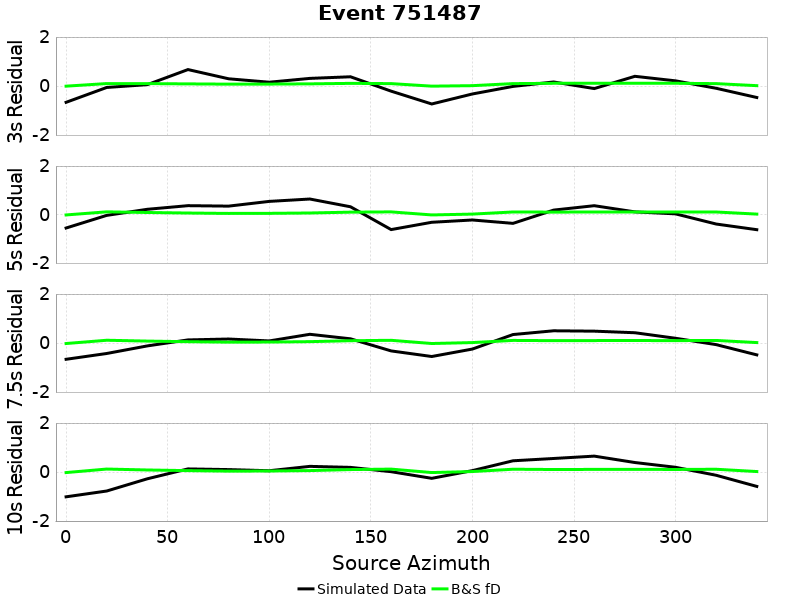 Event 751487
3s Residual
2
0
-2
5s Residual
2
0
-2
7.5s Residual
2
0
-2
10s Residual
2
0
-2
0 50 100 150 200 250 300
Source Azimuth
Simulated Data B&S fD